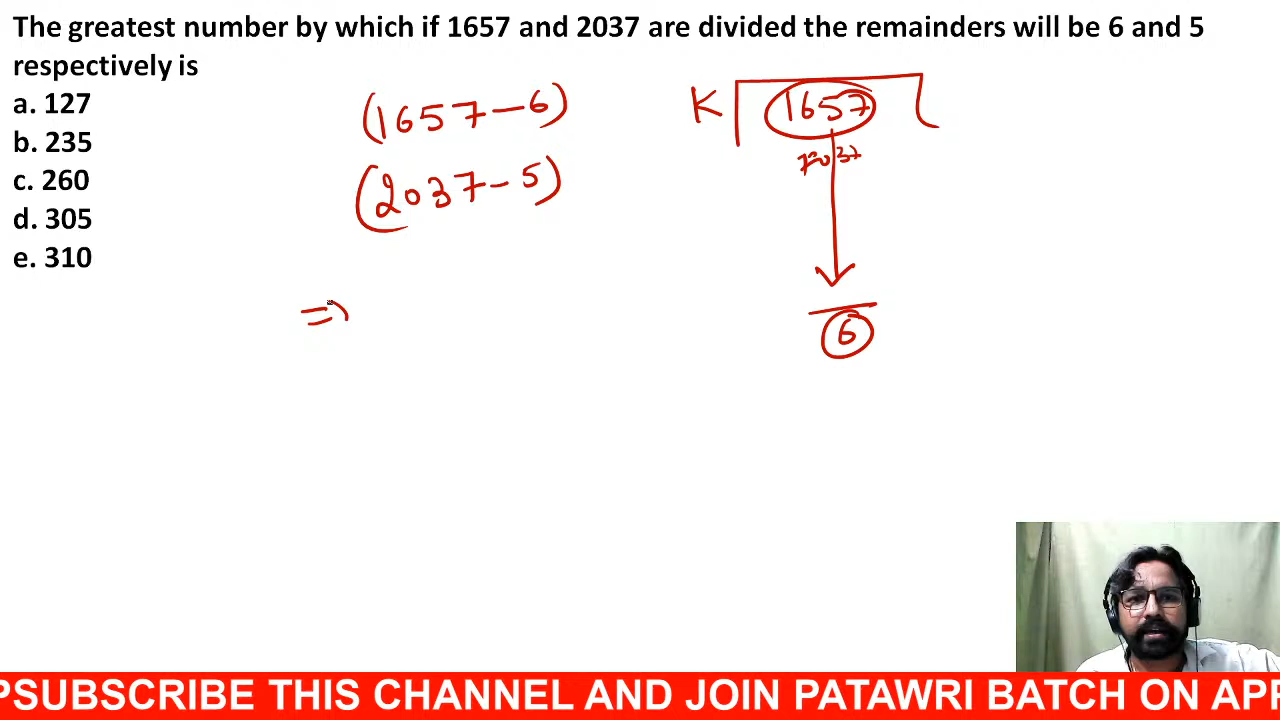 The greatest number by which if 1657 and 2037 are divided the remainders will be 6 and 5
respectively is
a. 127
b. 235
c. 260
d. 305
e. 310
(1657-6)
(2037-5)
=>
K 1657
2037
6
PSUBSCRIBE THIS CHANNEL AND JOIN PATAWRI BATCH ON APP